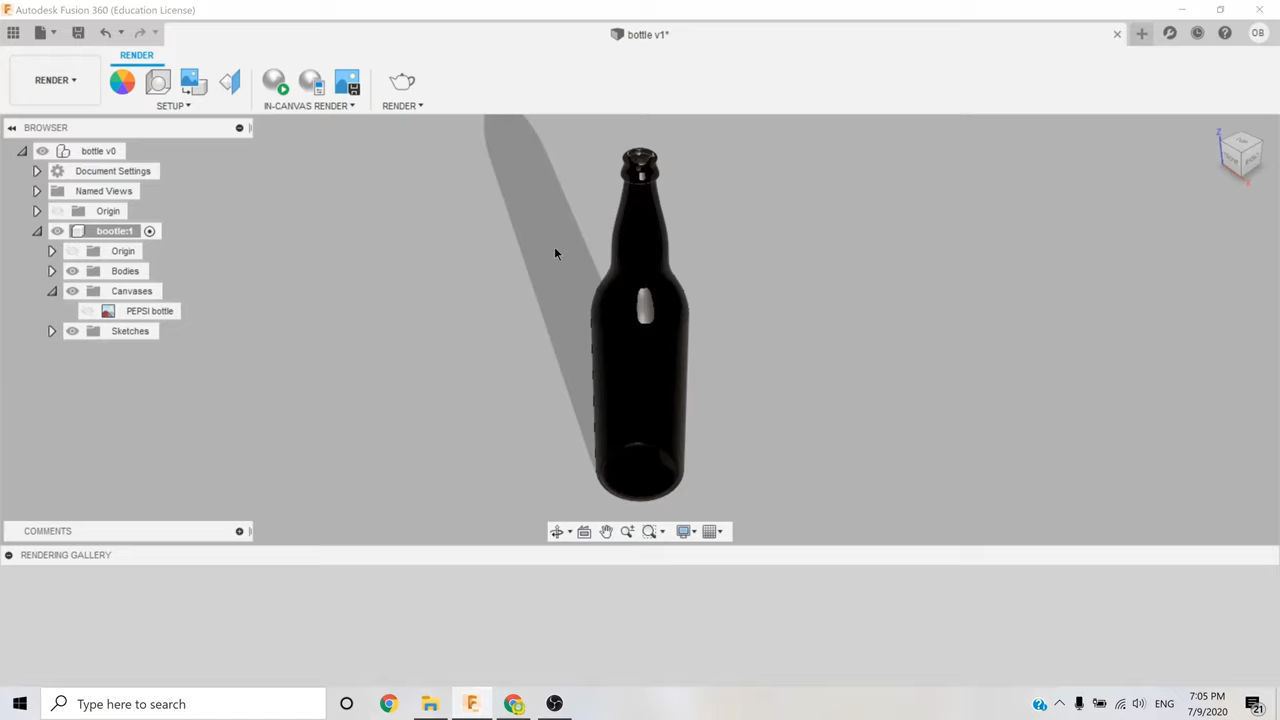 Autodesk Fusion 360 (Education License)
bottle v1*
OB
RENDER
RENDER ▾
SETUP ▾
IN-CANVAS RENDER ▾
RENDER ▾
BROWSER
bottle v0
Document Settings
Named Views
Origin
bootle:1
Origin
Bodies
Canvases
PEPSI bottle
Sketches
Z
X
COMMENTS
RENDERING GALLERY
Type here to search
ENG
7:05 PM
7/9/2020
21